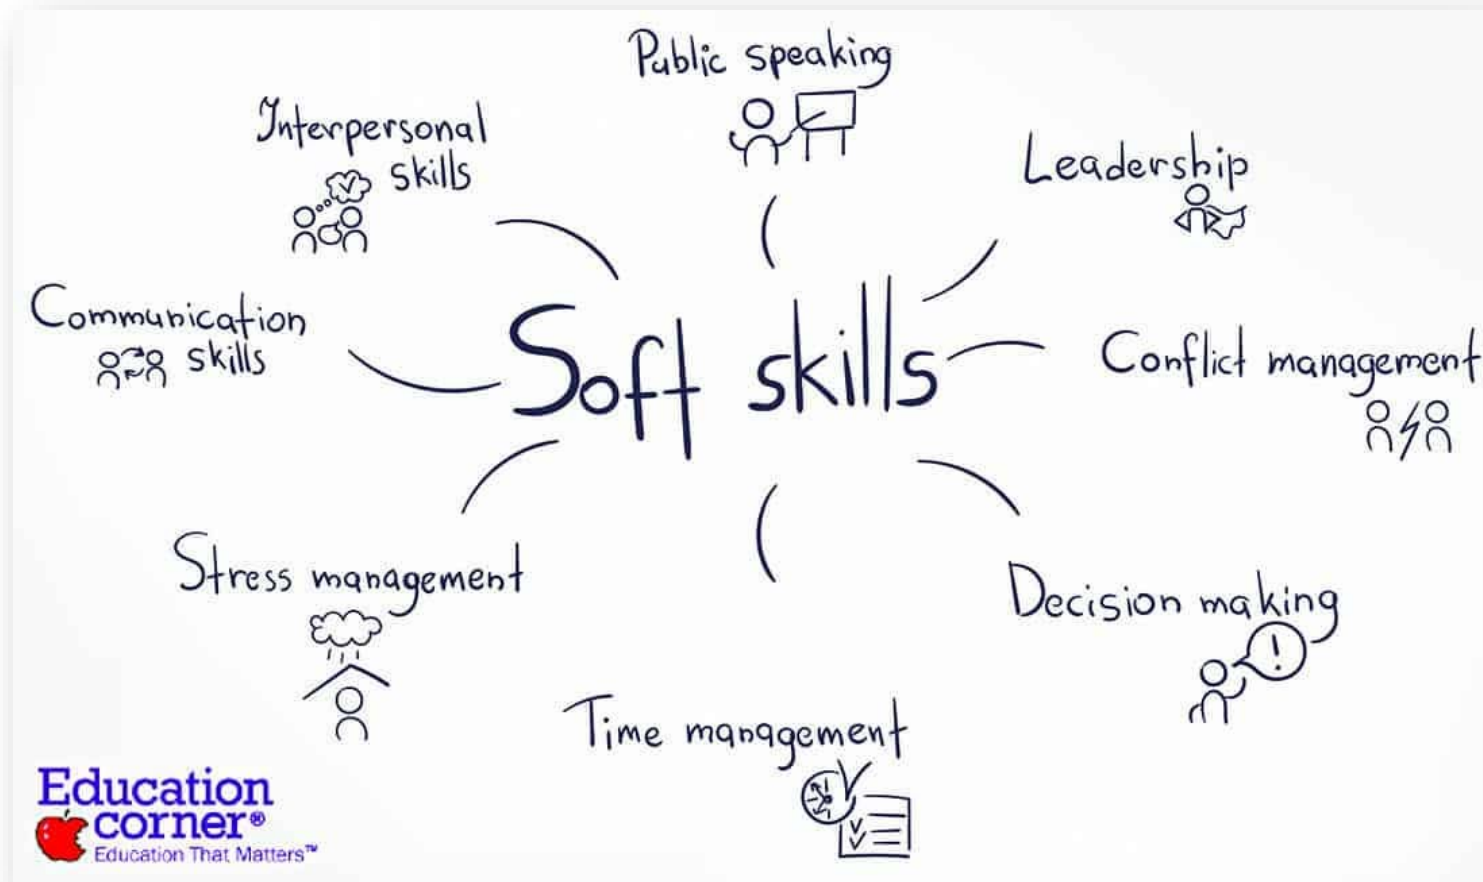 Public speaking
Interpersonal
skills
Leadership
Communication
skills
Soft skills
Conflict management
Stress management
Decision making
Time management
Education
corner®
Education That Matters™